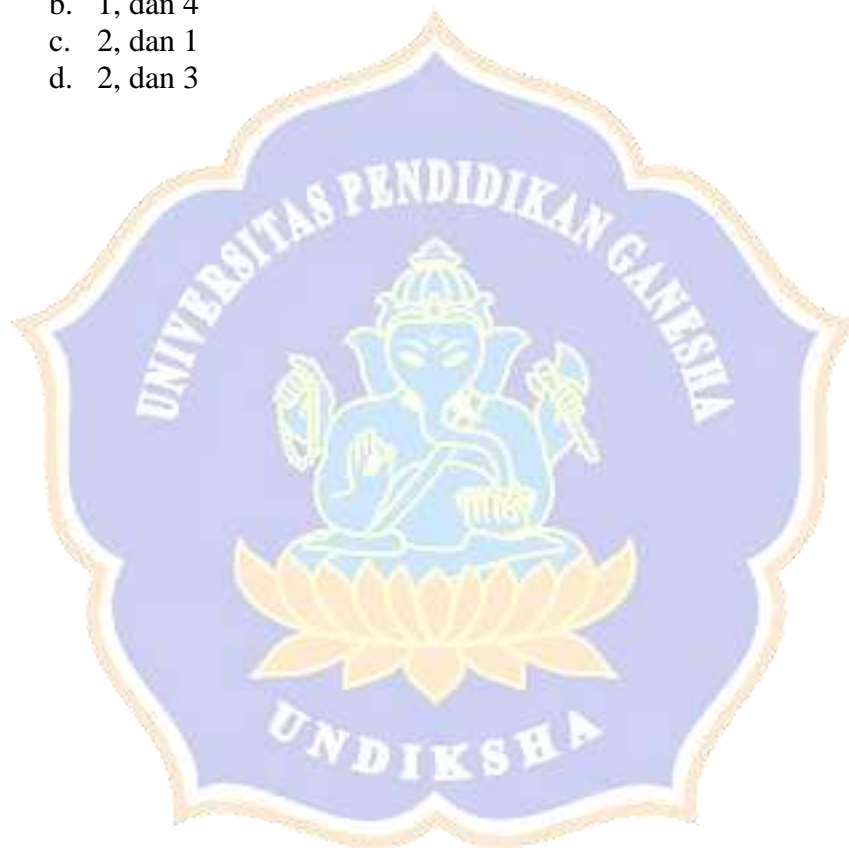 b. 1, dan 4
c. 2, dan 1
d. 2, dan 3
UNIVERSITAS PENDIDIKAN GANESHA
UNDIKSHA